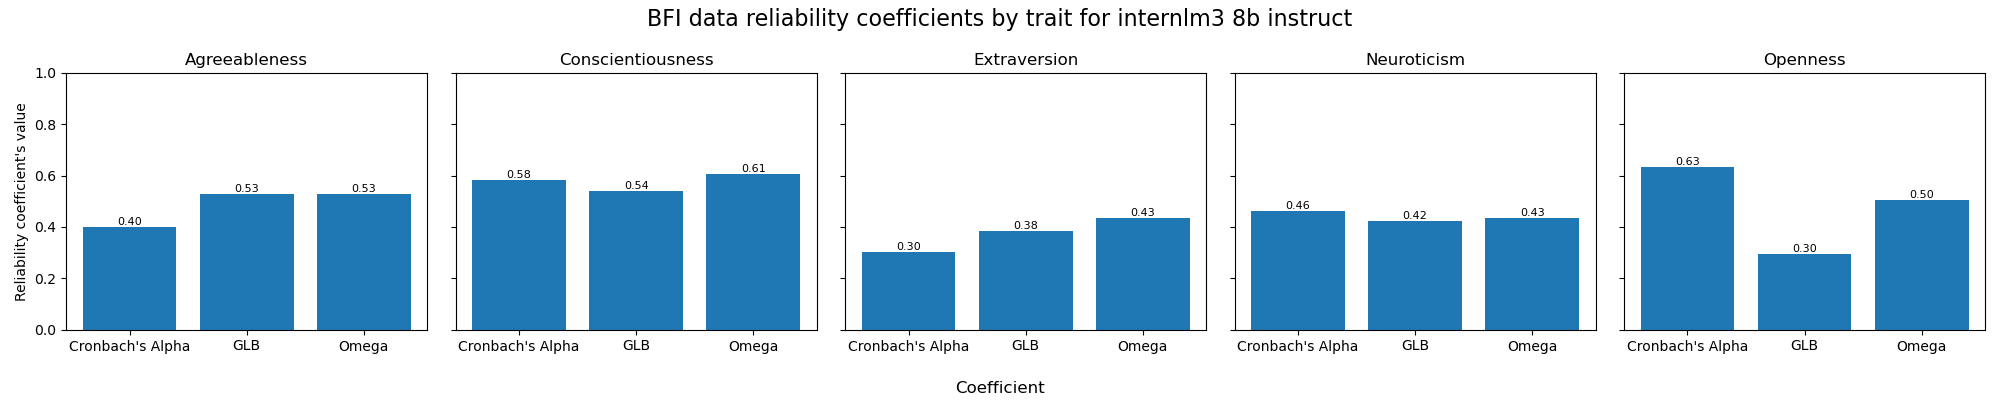 BFI data reliability coefficients by trait for internlm3 8b instruct
Agreeableness
Conscientiousness
Extraversion
Neuroticism
Openness
Reliability coefficient's value
1.0
0.8
0.6
0.4
0.2
0.0
0.40
0.53
0.53
Cronbach's Alpha
GLB
Omega
0.58
0.54
0.61
Cronbach's Alpha
GLB
Omega
0.30
0.38
0.43
Cronbach's Alpha
GLB
Omega
0.46
0.42
0.43
Cronbach's Alpha
GLB
Omega
0.63
0.30
0.50
Cronbach's Alpha
GLB
Omega
Coefficient